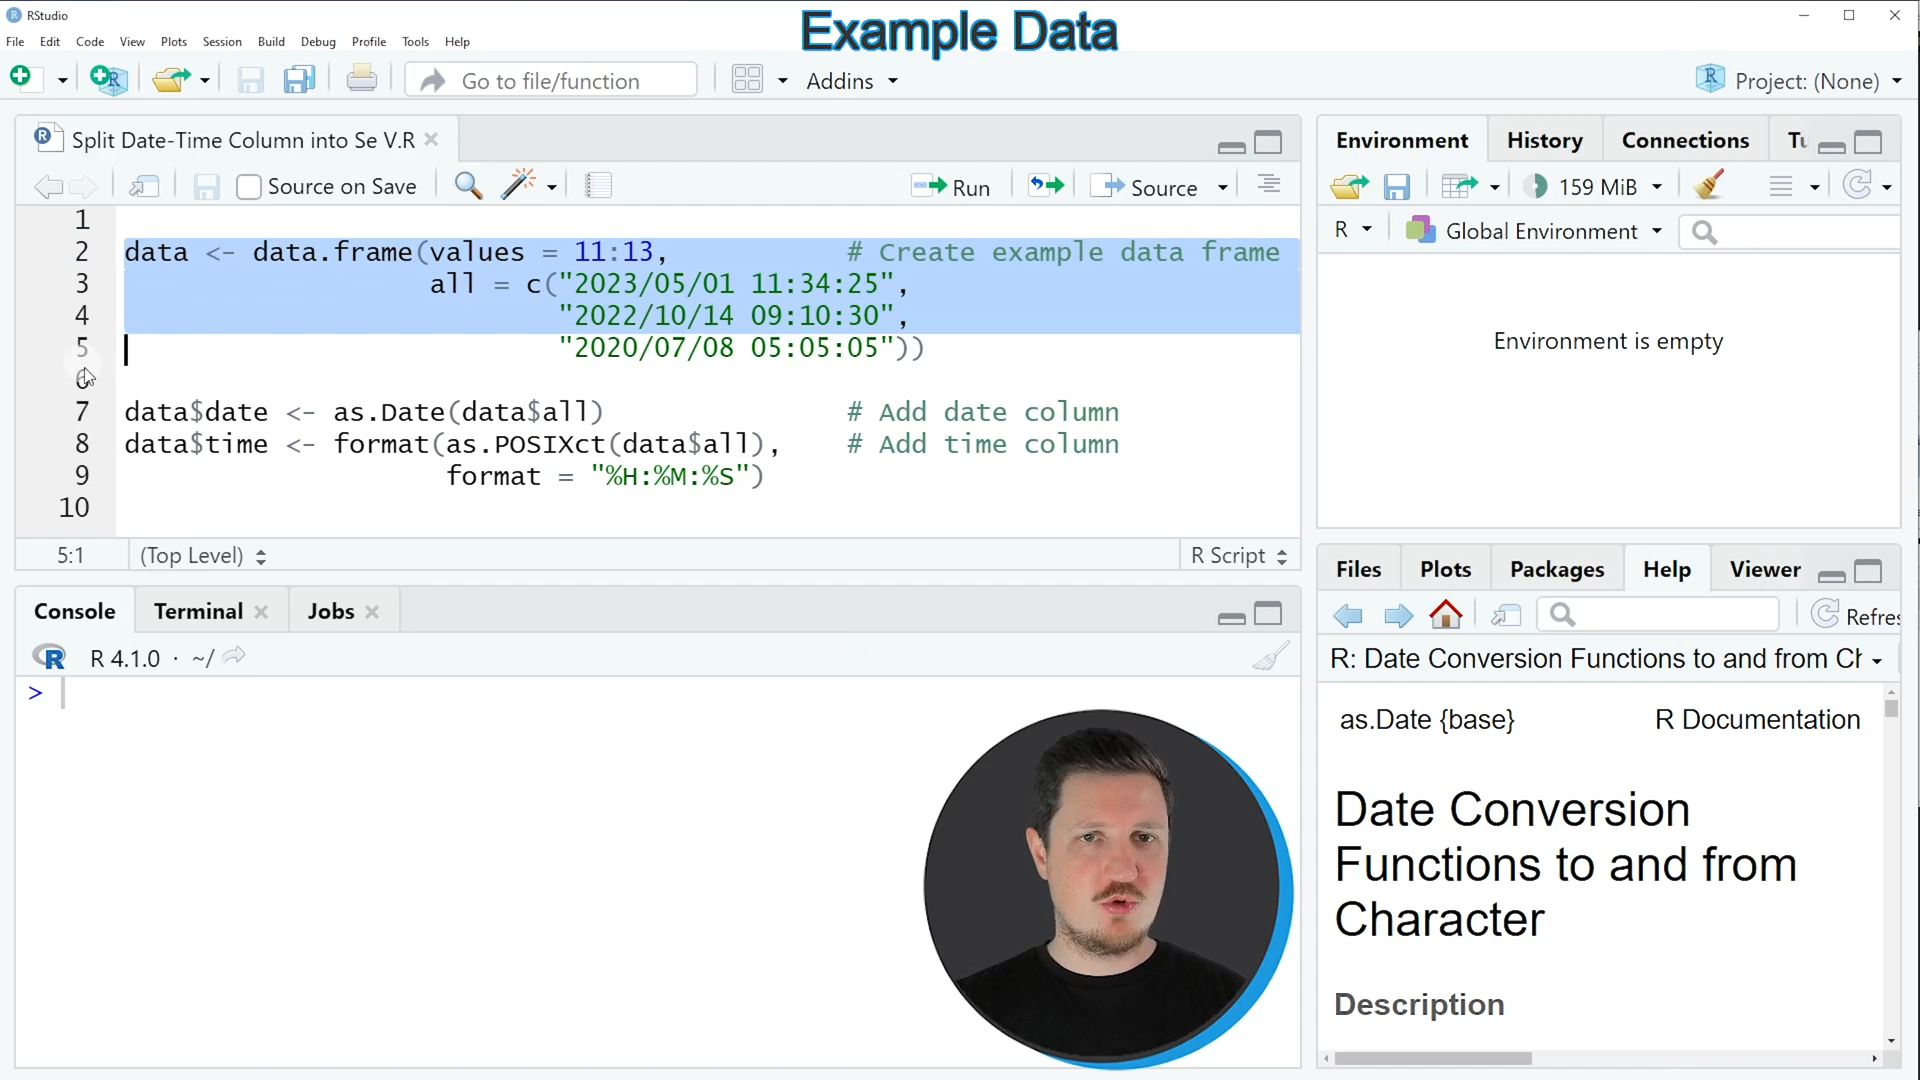 RStudio
Example Data
File Edit Code View Plots Session Build Debug Profile Tools Help
Go to file/function
Addins
Project: (None)
Split Date-Time Column into Se V.R
Source on Save
Run
Source
1
2 data <- data.frame(values = 11:13, # Create example data frame
3 all = c("2023/05/01 11:34:25",
4 "2022/10/14 09:10:30",
5 "2020/07/08 05:05:05"))
6
7 data$date <- as.Date(data$all) # Add date column
8 data$time <- format(as.POSIXct(data$all), # Add time column
9 format = "%H:%M:%S")
10
5:1 (Top Level) R Script
Console Terminal Jobs
R 4.1.0 · ~/
>
Environment History Connections Tu
159 MiB
R Global Environment
Environment is empty
Files Plots Packages Help Viewer
Refres
R: Date Conversion Functions to and from Ch
as.Date {base} R Documentation
Date Conversion
Functions to and from
Character
Description